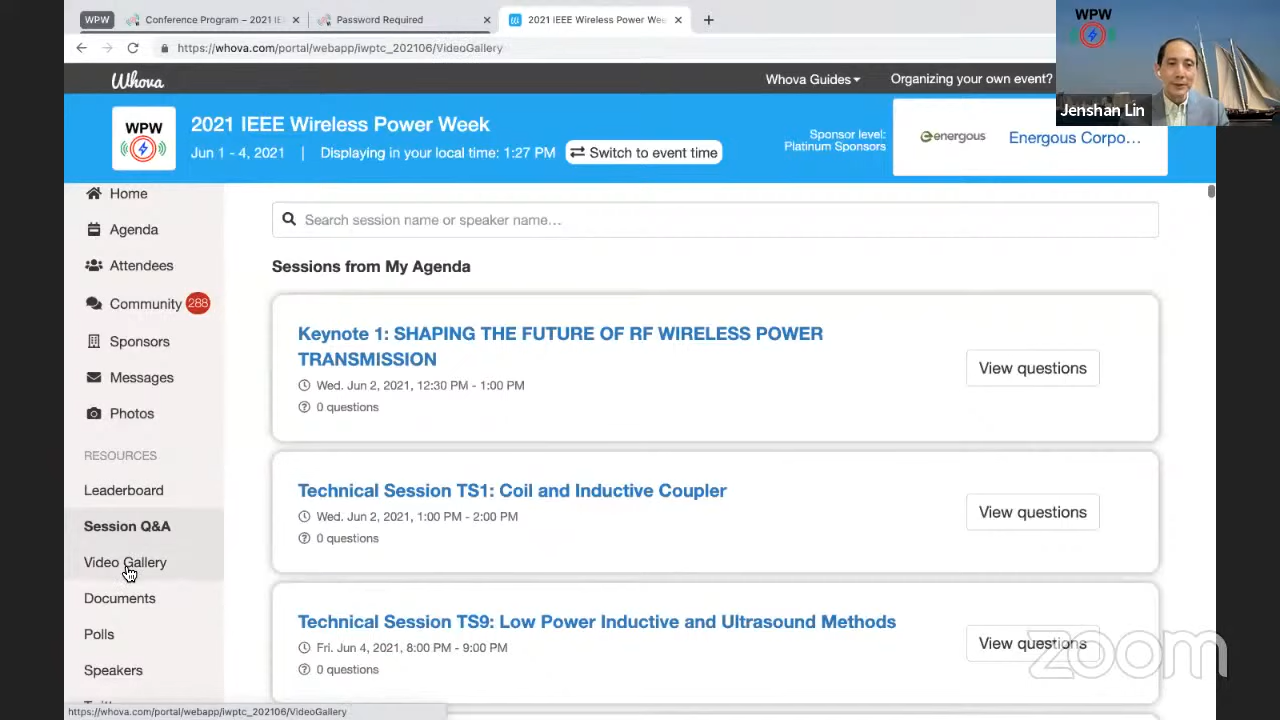 WPW
Conference Program – 2021 IE
Password Required
2021 IEEE Wireless Power Wee
https://whova.com/portal/webapp/iwptc_202106/VideoGallery
WPW
Jenshan Lin
Whova
Whova Guides
Organizing your own event?
WPW
2021 IEEE Wireless Power Week
Jun 1 - 4, 2021 | Displaying in your local time: 1:27 PM
Switch to event time
Sponsor level:
Platinum Sponsors
energous
Energous Corpo...
Home
Agenda
Attendees
Community 288
Sponsors
Messages
Photos
RESOURCES
Leaderboard
Session Q&A
Video Gallery
Documents
Polls
Speakers
Search session name or speaker name...
Sessions from My Agenda
Keynote 1: SHAPING THE FUTURE OF RF WIRELESS POWER
TRANSMISSION
Wed. Jun 2, 2021, 12:30 PM - 1:00 PM
0 questions
View questions
Technical Session TS1: Coil and Inductive Coupler
Wed. Jun 2, 2021, 1:00 PM - 2:00 PM
0 questions
View questions
Technical Session TS9: Low Power Inductive and Ultrasound Methods
Fri. Jun 4, 2021, 8:00 PM - 9:00 PM
0 questions
View questions
zoom
https://whova.com/portal/webapp/iwptc_202106/VideoGallery